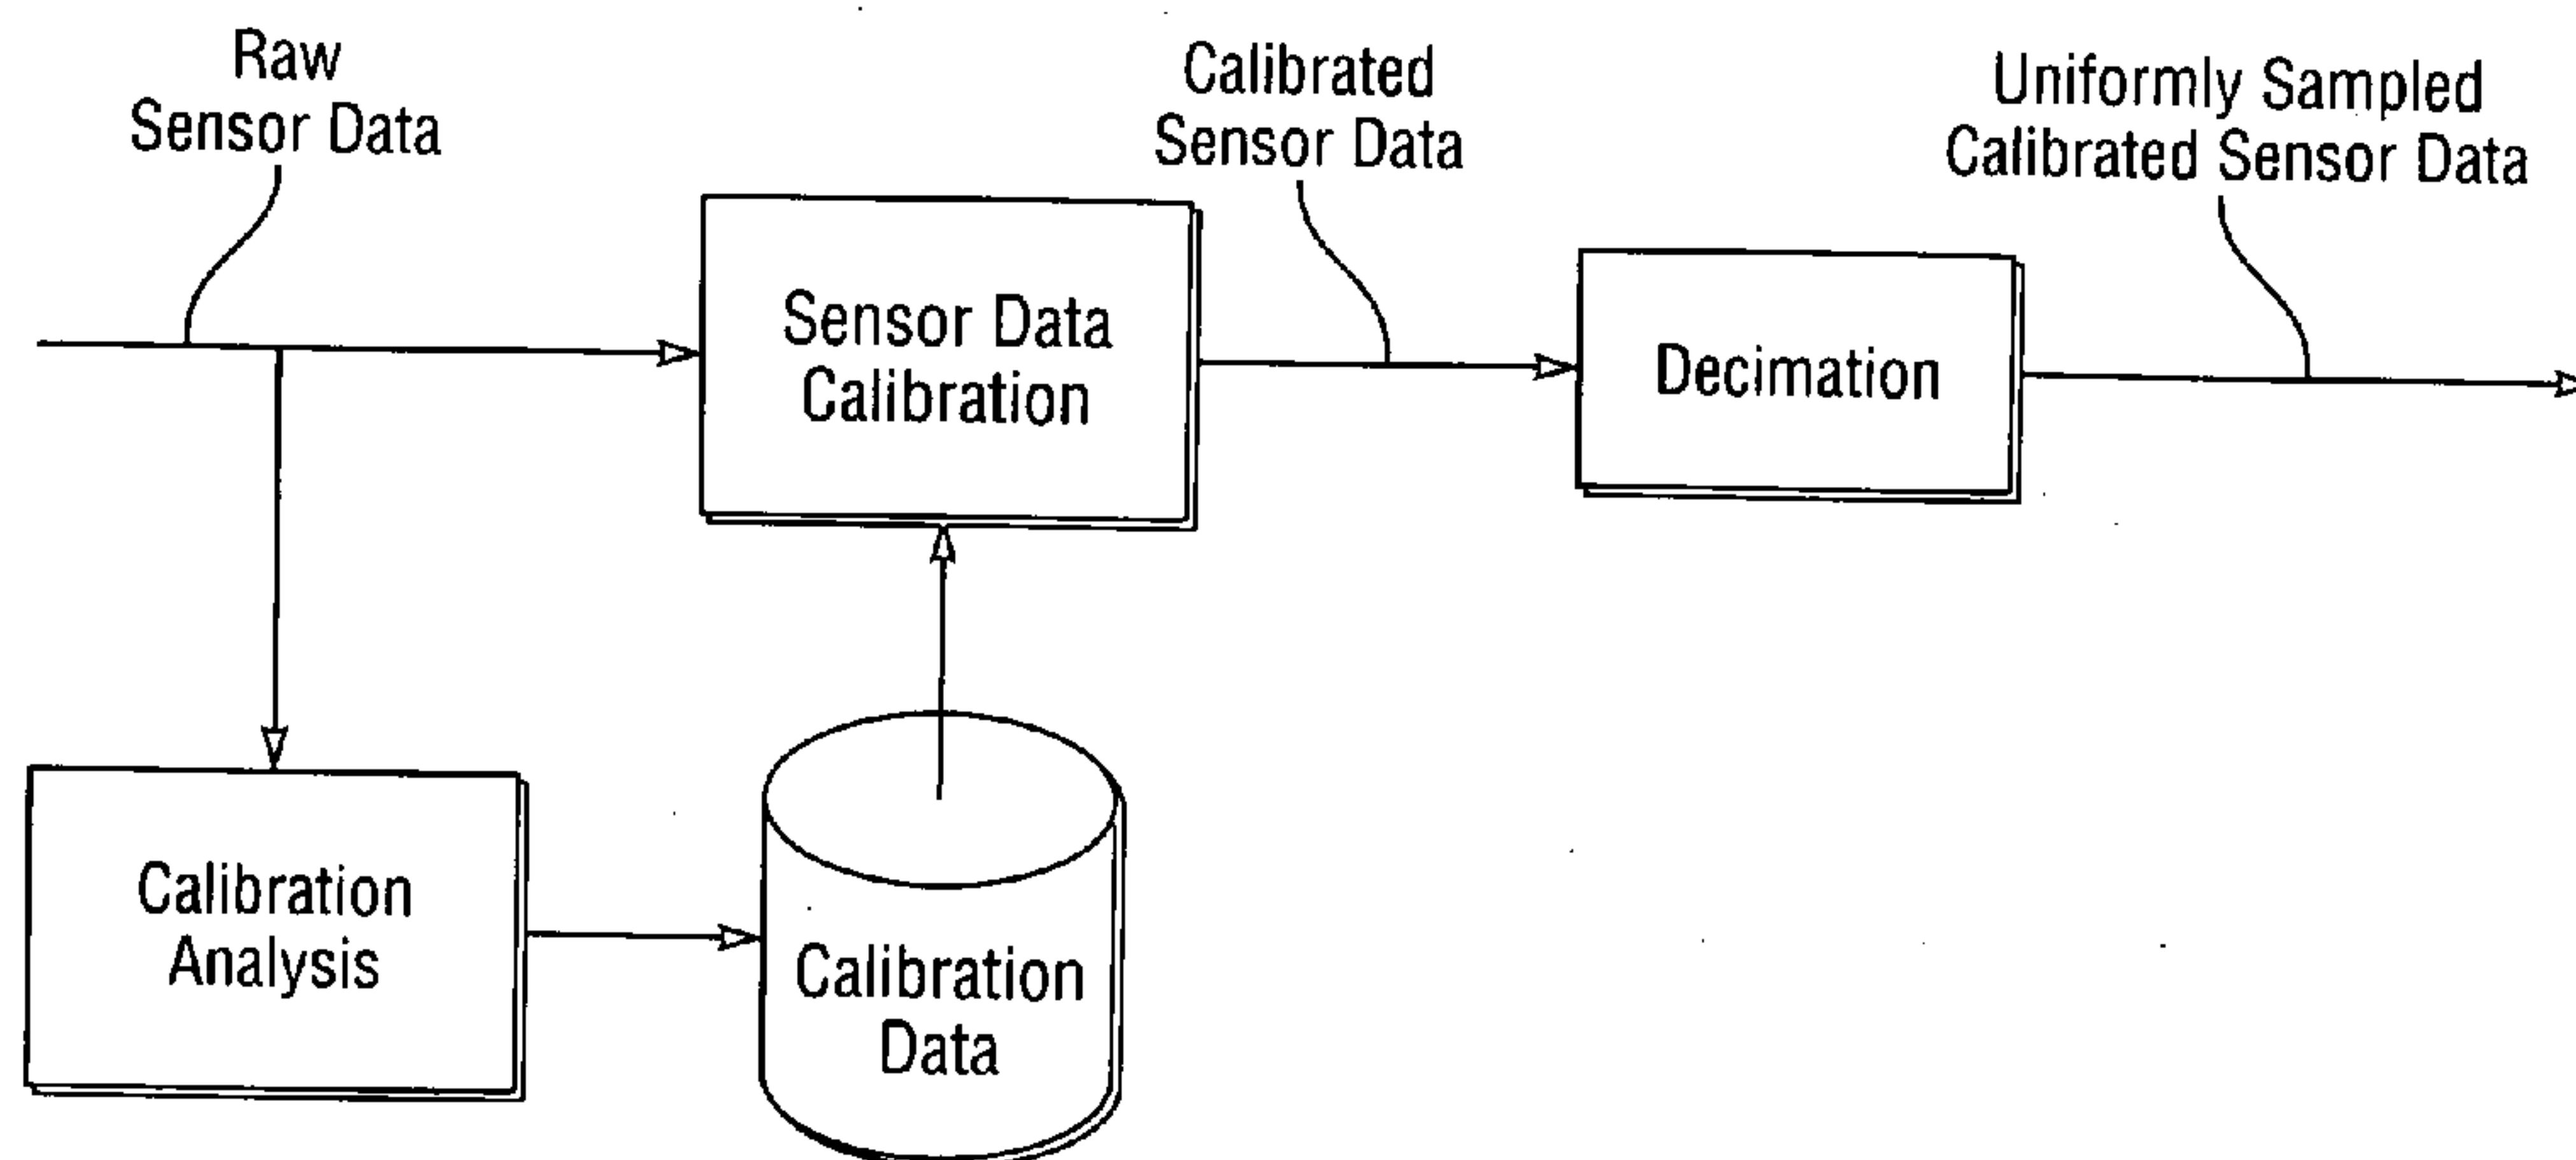 Raw
Sensor Data
Calibrated
Sensor Data
Uniformly Sampled
Calibrated Sensor Data
Sensor Data
Calibration
Decimation
Calibration
Analysis
Calibration
Data